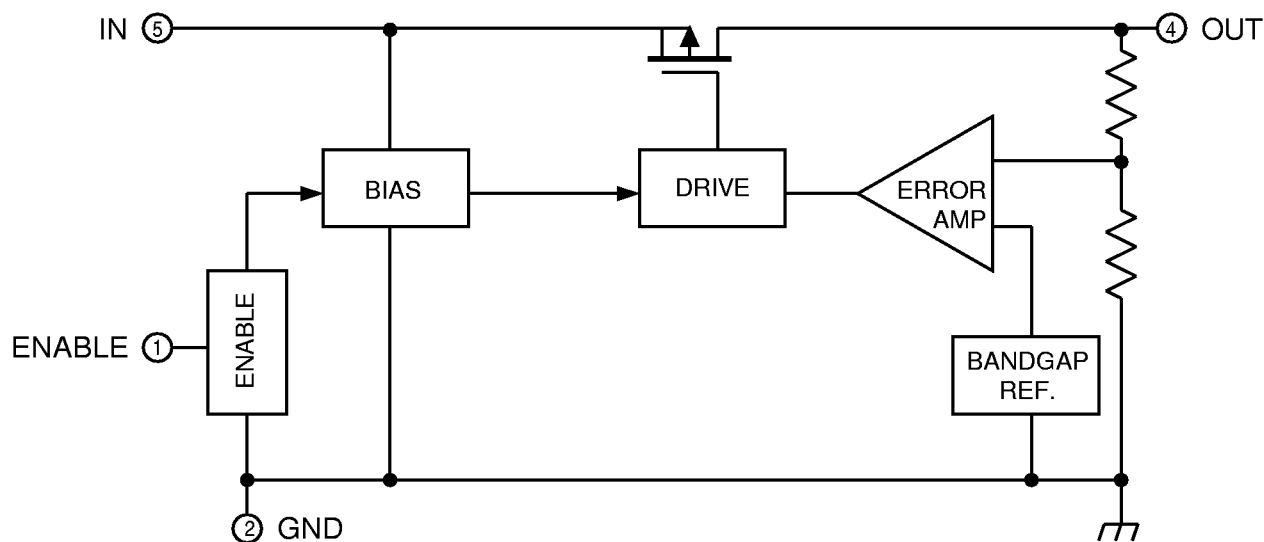 IN 5
4 OUT
BIAS
DRIVE
ERROR
AMP
ENABLE 1
ENABLE
BANDGAP
REF.
2 GND